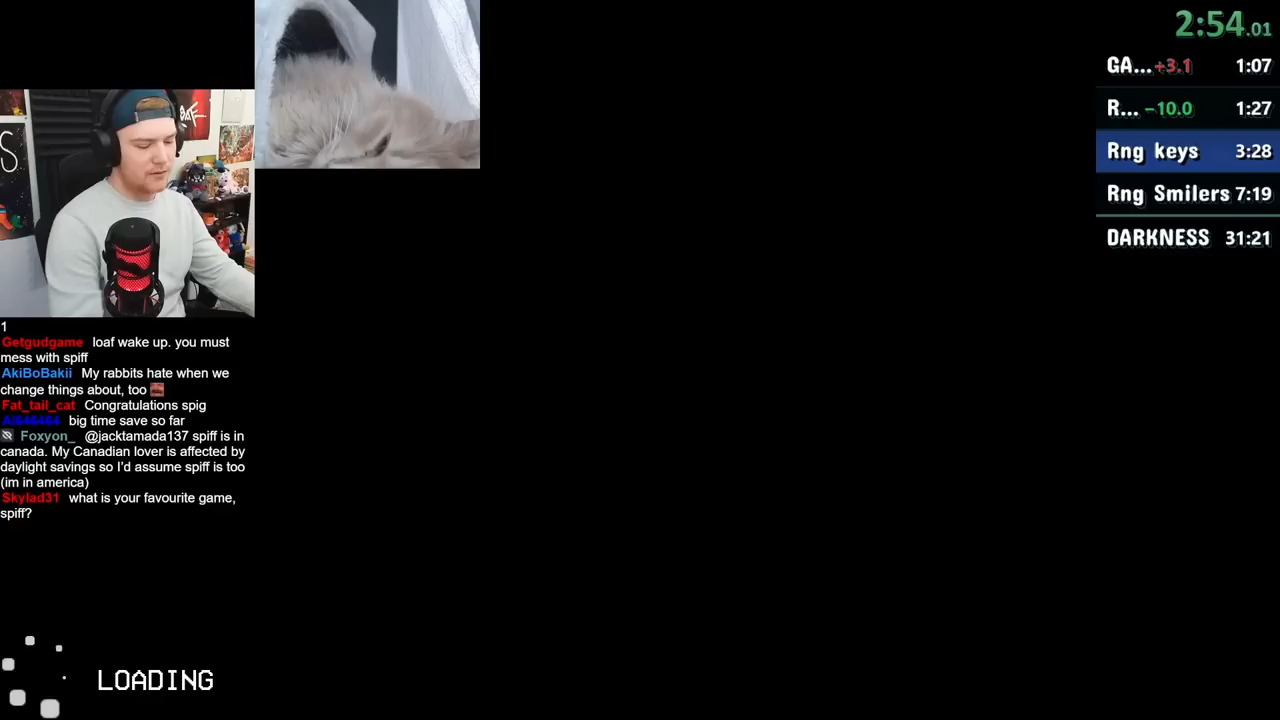 2:54.01
GA... +3.1 1:07
R... -10.0 1:27
Rng keys 3:28
Rng Smilers 7:19
DARKNESS 31:21
S
1
Getgudgame loaf wake up. you must
mess with spiff
AkiBoBakii My rabbits hate when we
change things about, too
Fat_tail_cat Congratulations spig
big time save so far
Foxyon_ @jacktamada137 spiff is in
canada. My Canadian lover is affected by
daylight savings so I'd assume spiff is too
(im in america)
Skylad31 what is your favourite game,
spiff?
LOADING